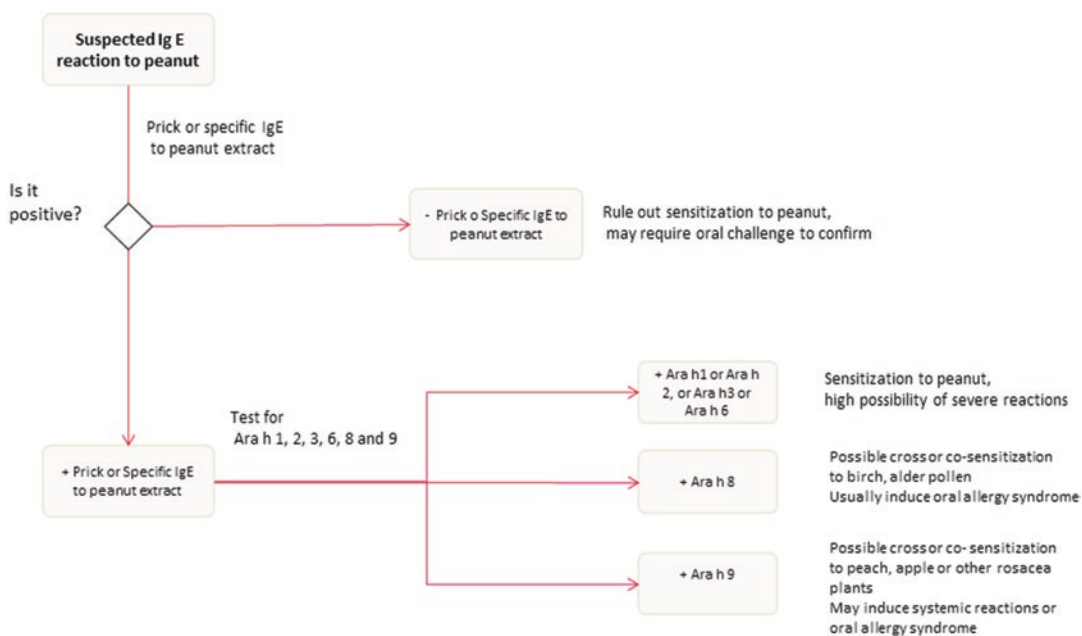 Suspected Ig E
reaction to peanut
Prick or specific IgE
to peanut extract
Is it
positive?
- Prick o Specific IgE to
peanut extract
Rule out sensitization to peanut,
may require oral challenge to confirm
+ Ara h1 or Ara h
2, or Ara h3 or
Ara h 6
Sensitization to peanut,
high possibility of severe reactions
Test for
Ara h 1, 2, 3, 6, 8 and 9
+ Prick or Specific IgE
to peanut extract
+ Ara h 8
Possible cross or co-sensitization
to birch, alder pollen
Usually induce oral allergy syndrome
+ Ara h 9
Possible cross or co- sensitization
to peach, apple or other rosacea
plants
May induce systemic reactions or
oral allergy syndrome